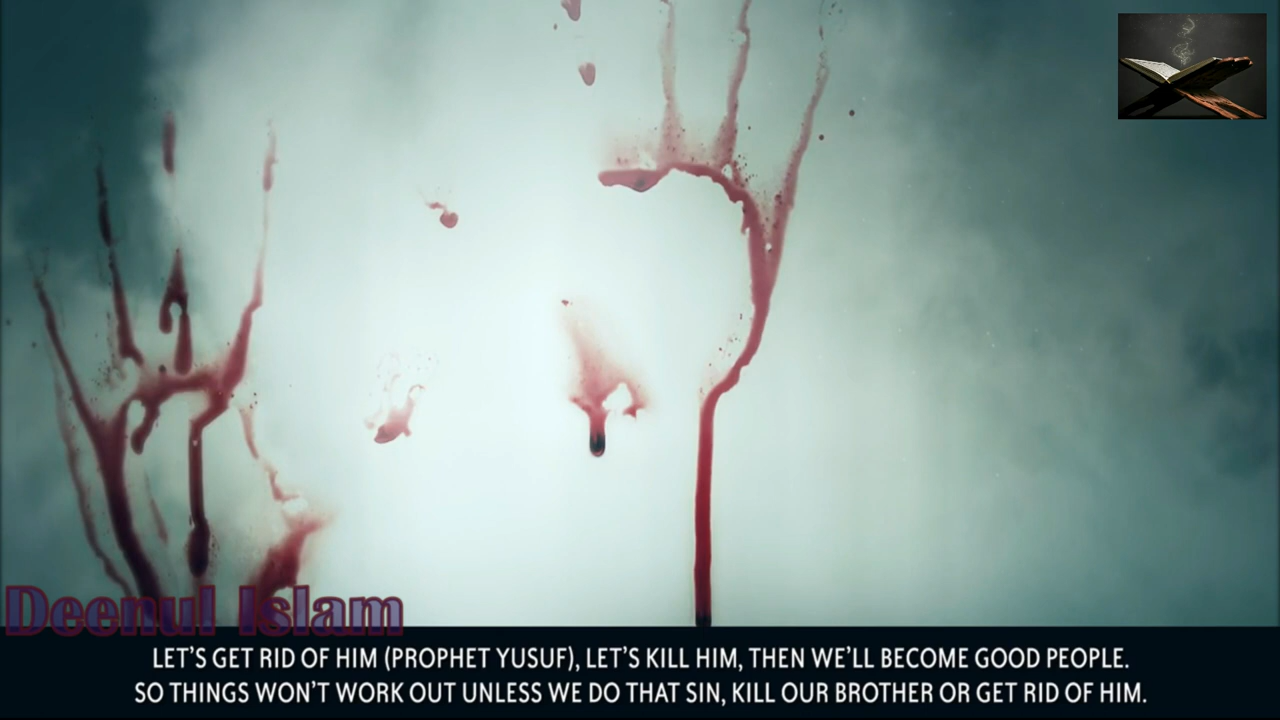 Deenul Islam
LET'S GET RID OF HIM (PROPHET YUSUF), LET'S KILL HIM, THEN WE'LL BECOME GOOD PEOPLE.
SO THINGS WON'T WORK OUT UNLESS WE DO THAT SIN, KILL OUR BROTHER OR GET RID OF HIM.